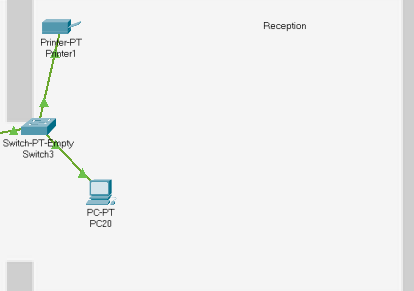 Reception
Printer-PT
Printer1
Switch-PT-Empty
Switch3
PC-PT
PC20